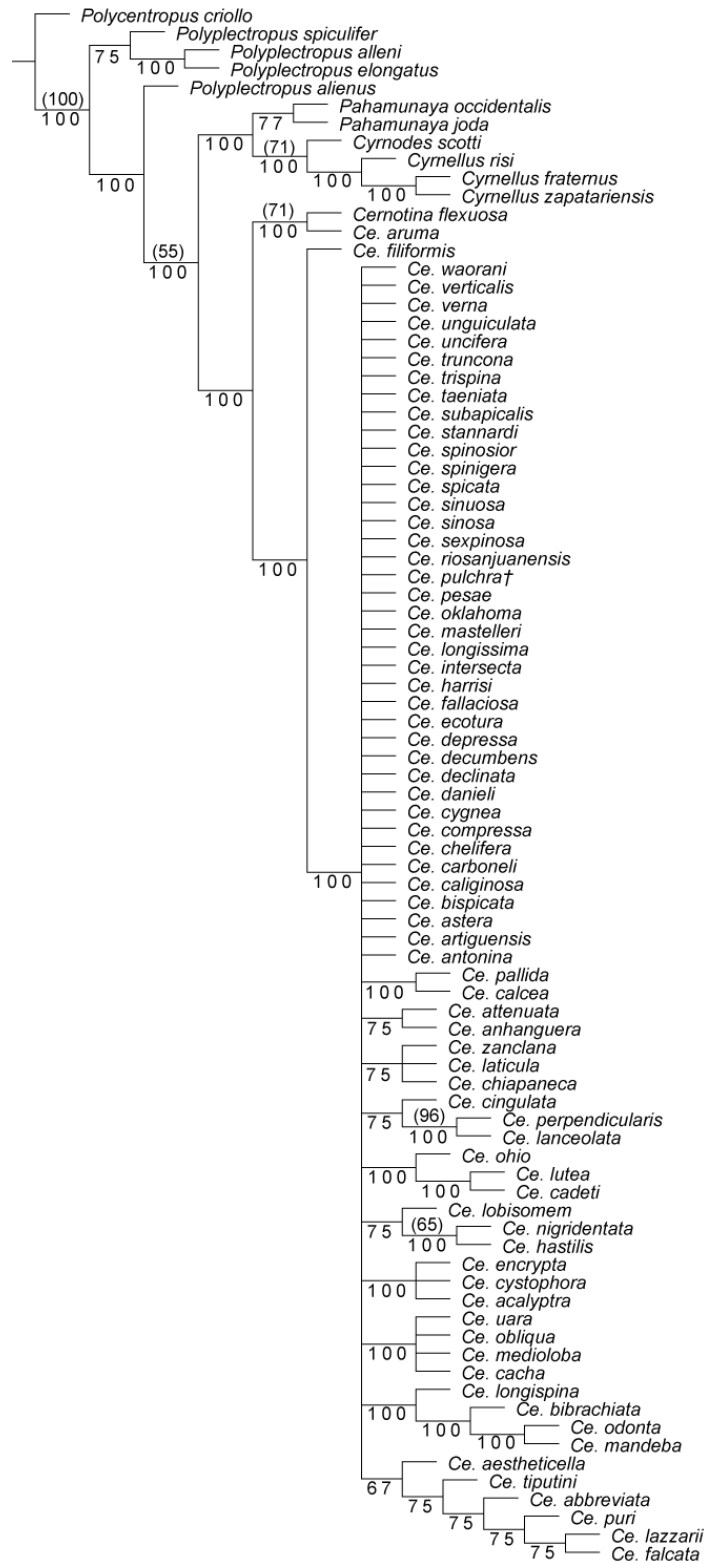 Polycentropus criollo
Polyplectropus spiculifer
75
Polyplectropus alleni
100
Polyplectropus elongatus
Polyplectropus alienus
(100)
100
Pahamunaya occidentalis
77
Pahamunaya joda
100
Cyrnodes scotti
(71)
100
Cyrnellus risi
100
Cyrnellus fraternus
100
Cyrnellus zapatariensis
100
Cernotina flexuosa
(71)
100
Ce. aruma
(55)
100
Ce. filiformis
Ce. waorani
Ce. verticalis
Ce. verna
Ce. unguiculata
Ce. uncifera
Ce. truncona
Ce. trispina
100
Ce. taeniata
Ce. subapicalis
Ce. stannardi
Ce. spinosior
Ce. spinigera
Ce. spicata
Ce. sinuosa
Ce. sinosa
Ce. sexpinosa
100
Ce. riosanjuanensis
Ce. pulchra†
Ce. pesae
Ce. oklahoma
Ce. mastelleri
Ce. longissima
Ce. intersecta
Ce. harrisi
Ce. fallaciosa
Ce. ecotura
Ce. depressa
Ce. decumbens
Ce. declinata
Ce. danieli
Ce. cygnea
Ce. compressa
Ce. chelifera
Ce. carboneli
100
Ce. caliginosa
Ce. bispicata
Ce. astera
Ce. artiguensis
Ce. antonina
Ce. pallida
100
Ce. calcea
Ce. attenuata
75
Ce. anhanguera
Ce. zanclana
Ce. laticula
75
Ce. chiapaneca
Ce. cingulata
75
(96)
Ce. perpendicularis
100
Ce. lanceolata
Ce. ohio
100
Ce. lutea
100
Ce. cadeti
Ce. lobisomem
75
(65)
Ce. nigridentata
100
Ce. hastilis
Ce. encrypta
Ce. cystophora
100
Ce. acalyptra
Ce. uara
Ce. obliqua
100
Ce. medioloba
Ce. cacha
Ce. longispina
100
Ce. bibrachiata
100
Ce. odonta
100
Ce. mandeba
Ce. aestheticella
67
Ce. tiputini
75
Ce. abbreviata
75
Ce. puri
75
Ce. lazzarii
75
Ce. falcata